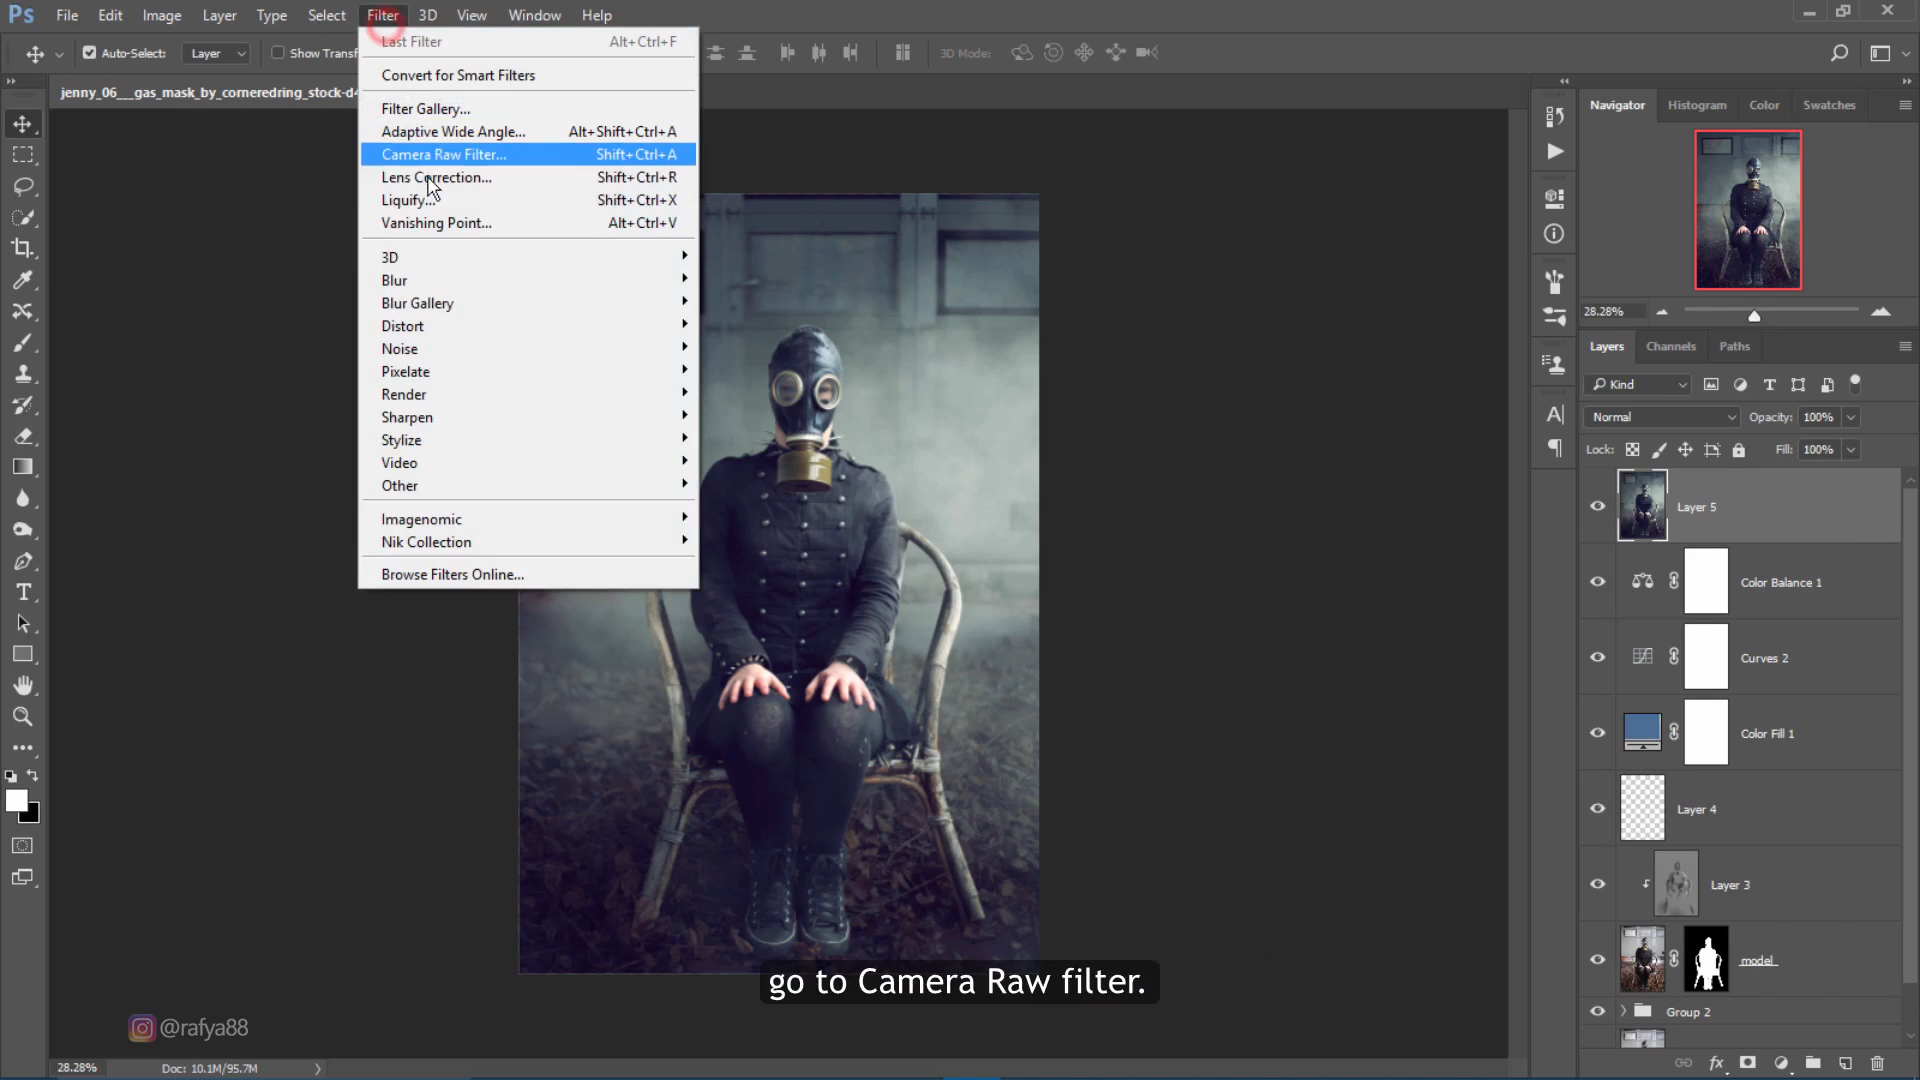 Ps File Edit Image Layer Type Select Filter 3D View Window Help
Auto-Select: Layer Show Transf
3D Mode:
jenny_06__gas_mask_by_corneredring_stock-d4
Last Filter Alt+Ctrl+F
Convert for Smart Filters
Filter Gallery...
Adaptive Wide Angle... Alt+Shift+Ctrl+A
Camera Raw Filter... Shift+Ctrl+A
Lens Correction... Shift+Ctrl+R
Liquify... Shift+Ctrl+X
Vanishing Point... Alt+Ctrl+V
3D
Blur
Blur Gallery
Distort
Noise
Pixelate
Render
Sharpen
Stylize
Video
Other
Imagenomic
Nik Collection
Browse Filters Online...
Navigator Histogram Color Swatches
28.28%
Layers Channels Paths
Kind
Normal Opacity: 100%
Lock: Fill: 100%
Layer 5
Color Balance 1
Curves 2
Color Fill 1
Layer 4
Layer 3
model
Group 2
go to Camera Raw filter.
@rafya88
28.28% Doc: 10.1M/95.7M